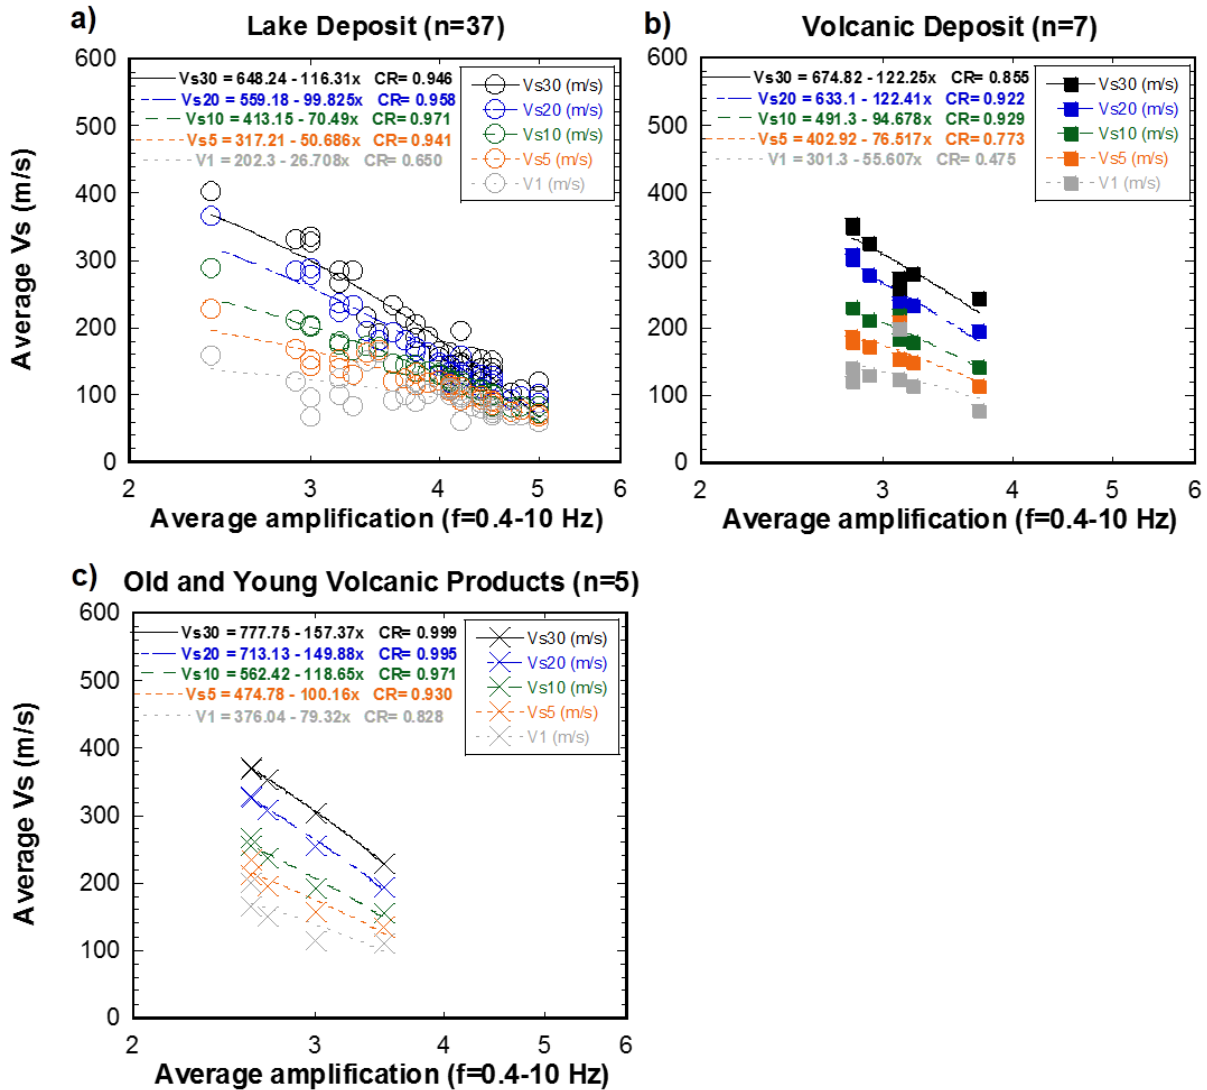 a)
Lake Deposit (n=37)
600
500
400
300
200
100
0
Average Vs (m/s)
Vs30 = 648.24 - 116.31x CR= 0.946
Vs20 = 559.18 - 99.825x CR= 0.958
Vs10 = 413.15 - 70.49x CR= 0.971
Vs5 = 317.21 - 50.686x CR= 0.941
V1 = 202.3 - 26.708x CR= 0.650
Vs30 (m/s)
Vs20 (m/s)
Vs10 (m/s)
Vs5 (m/s)
V1 (m/s)
2 3 4 5 6
Average amplification (f=0.4-10 Hz)
b)
Volcanic Deposit (n=7)
600
500
400
300
200
100
0
Vs30 = 674.82 - 122.25x CR= 0.855
Vs20 = 633.1 - 122.41x CR= 0.922
Vs10 = 491.3 - 94.678x CR= 0.929
Vs5 = 402.92 - 76.517x CR= 0.773
V1 = 301.3 - 55.607x CR= 0.475
Vs30 (m/s)
Vs20 (m/s)
Vs10 (m/s)
Vs5 (m/s)
V1 (m/s)
2 3 4 5 6
Average amplification (f=0.4-10 Hz)
c)
Old and Young Volcanic Products (n=5)
600
500
400
300
200
100
0
Average Vs (m/s)
Vs30 = 777.75 - 157.37x CR= 0.999
Vs20 = 713.13 - 149.88x CR= 0.995
Vs10 = 562.42 - 118.65x CR= 0.971
Vs5 = 474.78 - 100.16x CR= 0.930
V1 = 376.04 - 79.32x CR= 0.828
Vs30 (m/s)
Vs20 (m/s)
Vs10 (m/s)
Vs5 (m/s)
V1 (m/s)
2 3 4 5 6
Average amplification (f=0.4-10 Hz)